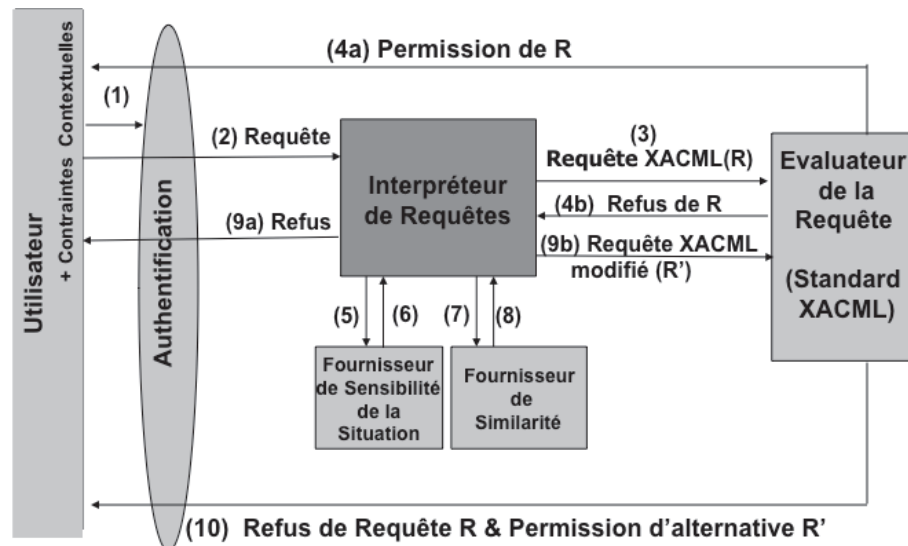 (4a) Permission de R
Utilisateur
+ Contraintes Contextuelles
(1)
Authentification
(2) Requête
(9a) Refus
Interpréteur
de Requêtes
(3)
Requête XACML(R)
(4b) Refus de R
(9b) Requête XACML
modifié (R’)
Evaluateur
de la
Requête
(Standard
XACML)
(5)
(6)
(7)
(8)
Fournisseur
de Sensibilité
de la
Situation
Fournisseur
de
Similarité
(10) Refus de Requête R & Permission d’alternative R’